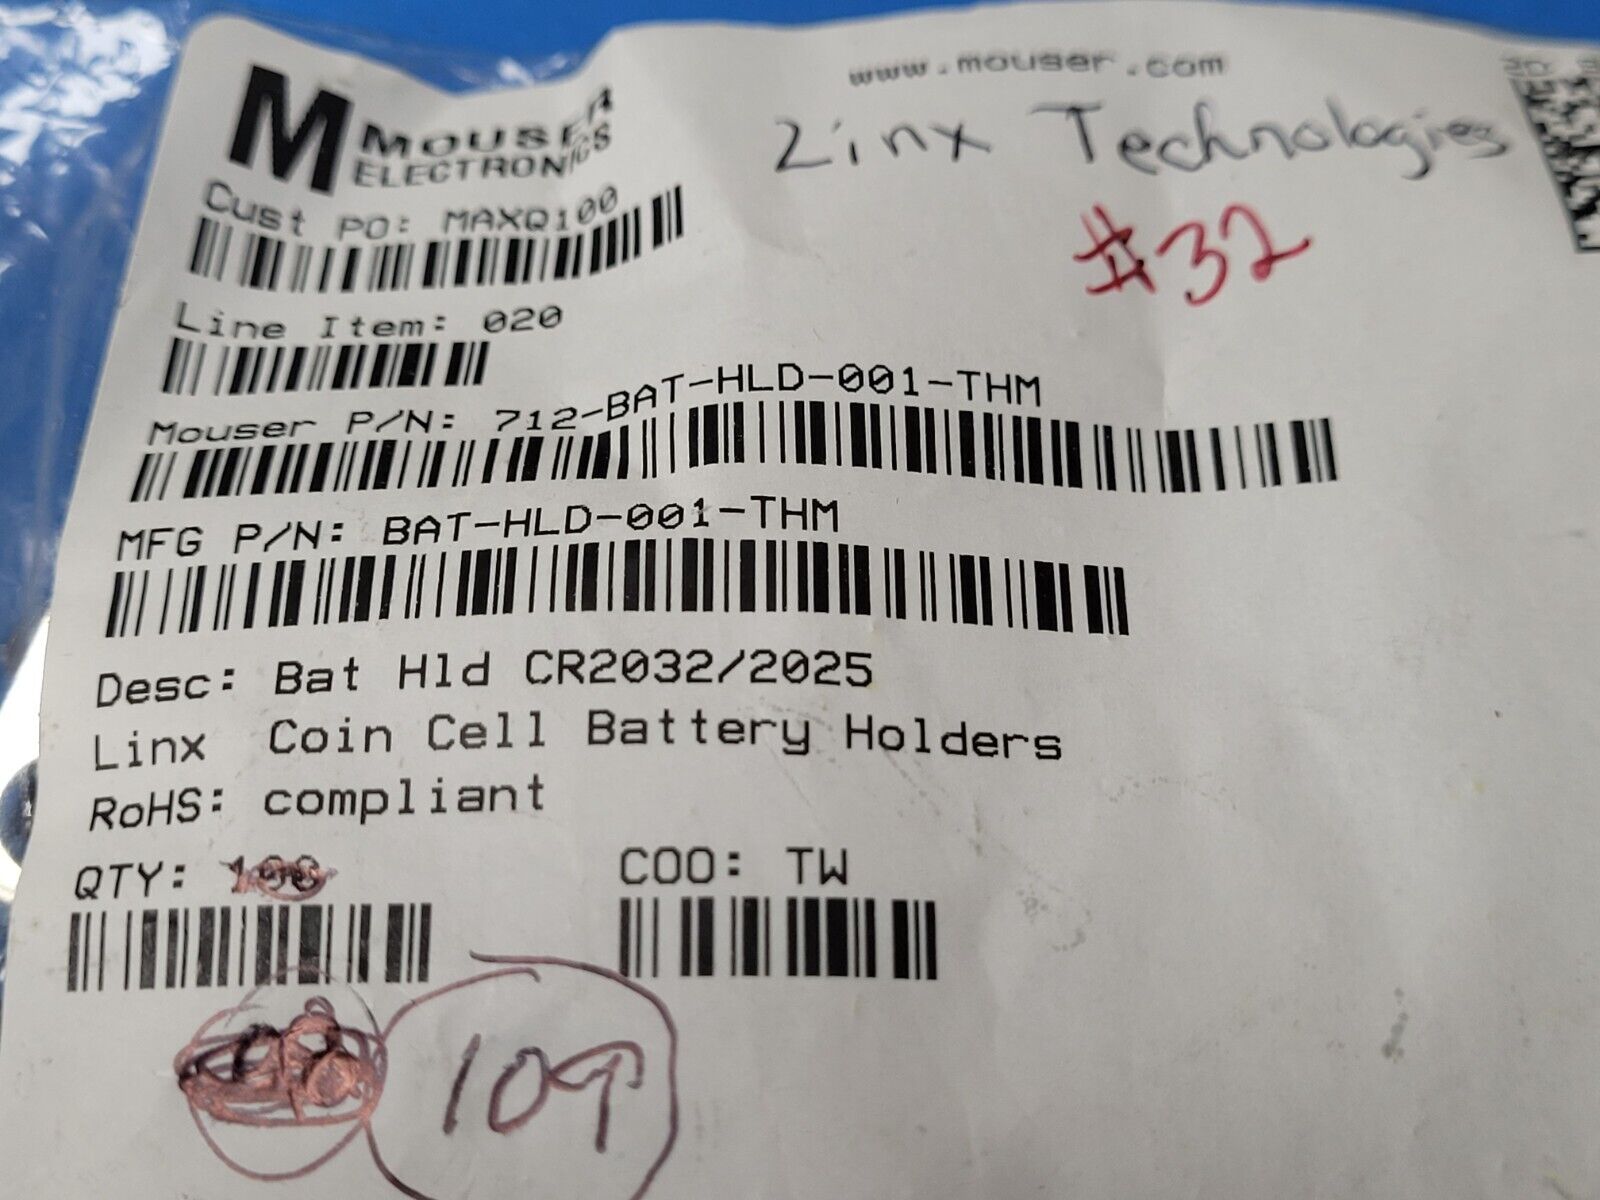 www.mouser.com
M MOUSER
ELECTRONICS
Linx Technologies
#32
Cust PO: MAXQ100
Line Item: 020
Mouser P/N: 712-BAT-HLD-001-THM
MFG P/N: BAT-HLD-001-THM
Desc: Bat Hld CR2032/2025
Linx Coin Cell Battery Holders
RoHS: compliant
QTY: 100
COO: TW
109